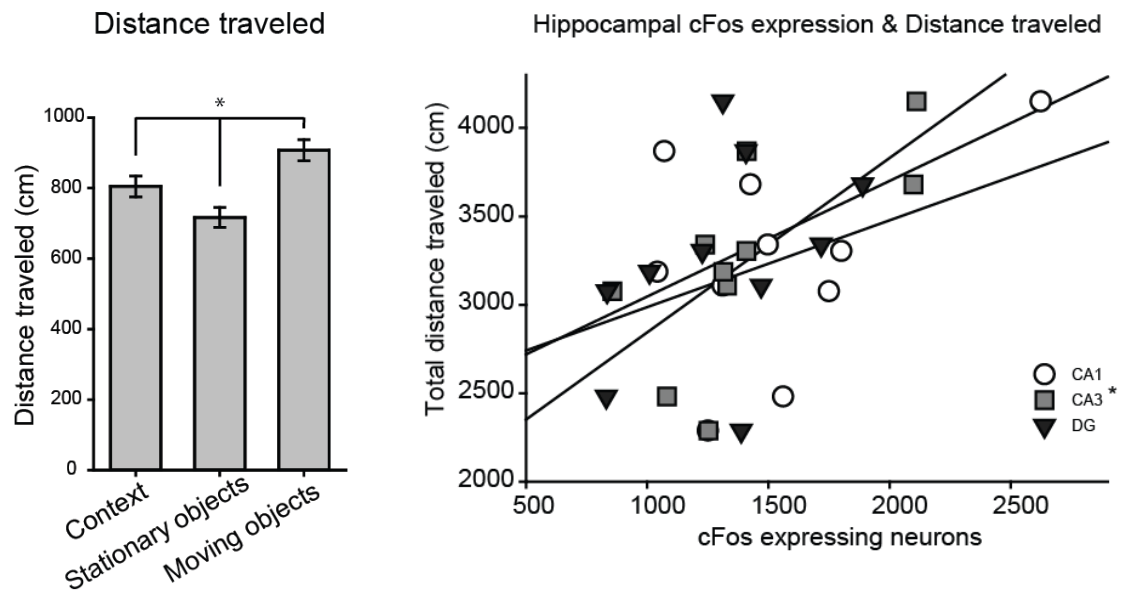 Distance traveled
*
Distance traveled (cm)
1000
800
600
400
200
0
Context
Stationary objects
Moving objects
Hippocampal cFos expression & Distance traveled
Total distance traveled (cm)
4000
3500
3000
2500
2000
500 1000 1500 2000 2500
cFos expressing neurons
CA1
CA3 *
DG